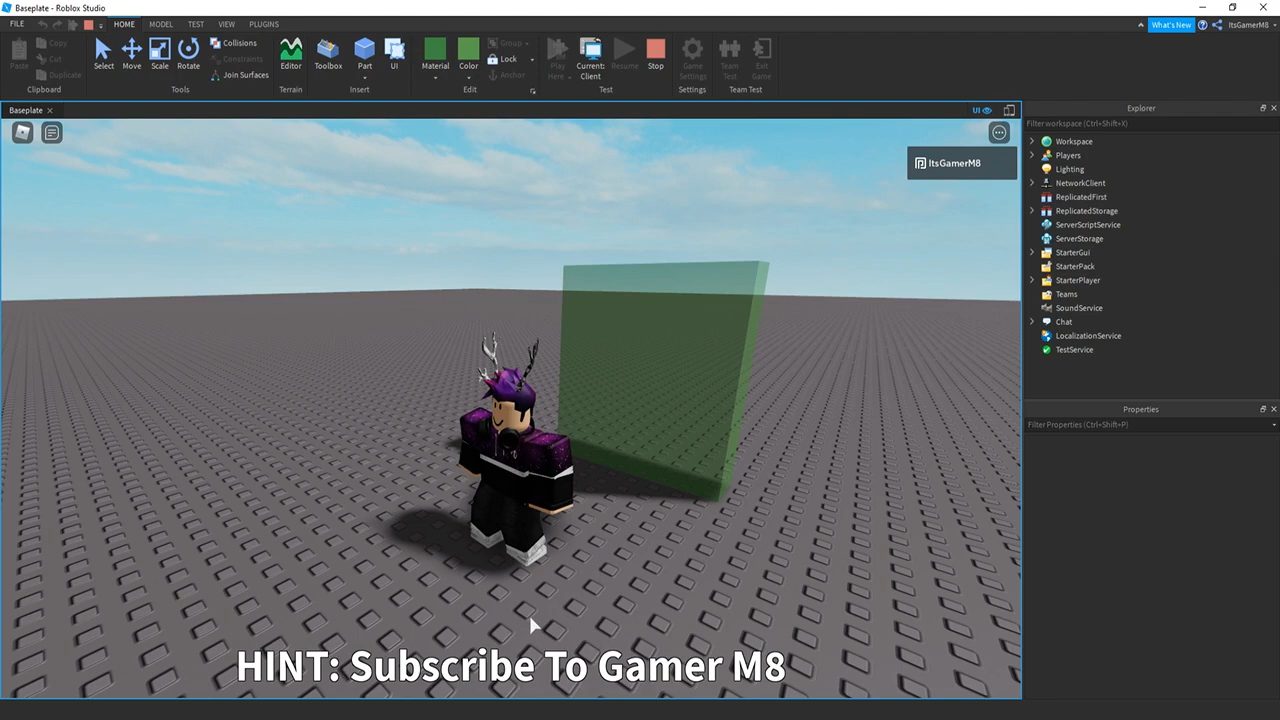 Baseplate - Roblox Studio
FILE HOME MODEL TEST VIEW PLUGINS What's New ItsGamerM8
Paste Copy Cut Duplicate Select Move Scale Rotate Collisions Constraints Join Surfaces Editor Toolbox Part UI Material Color Group Lock Anchor Play Here Current: Client Resume Stop Game Settings Team Test Exit Game
Clipboard Tools Terrain Insert Edit Test Settings Team Test
Baseplate UI
ItsGamerM8
HINT: Subscribe To Gamer M8
Explorer
Filter workspace (Ctrl+Shift+X)
Workspace
Players
Lighting
NetworkClient
ReplicatedFirst
ReplicatedStorage
ServerScriptService
ServerStorage
StarterGui
StarterPack
StarterPlayer
Teams
SoundService
Chat
LocalizationService
TestService
Properties
Filter Properties (Ctrl+Shift+P)